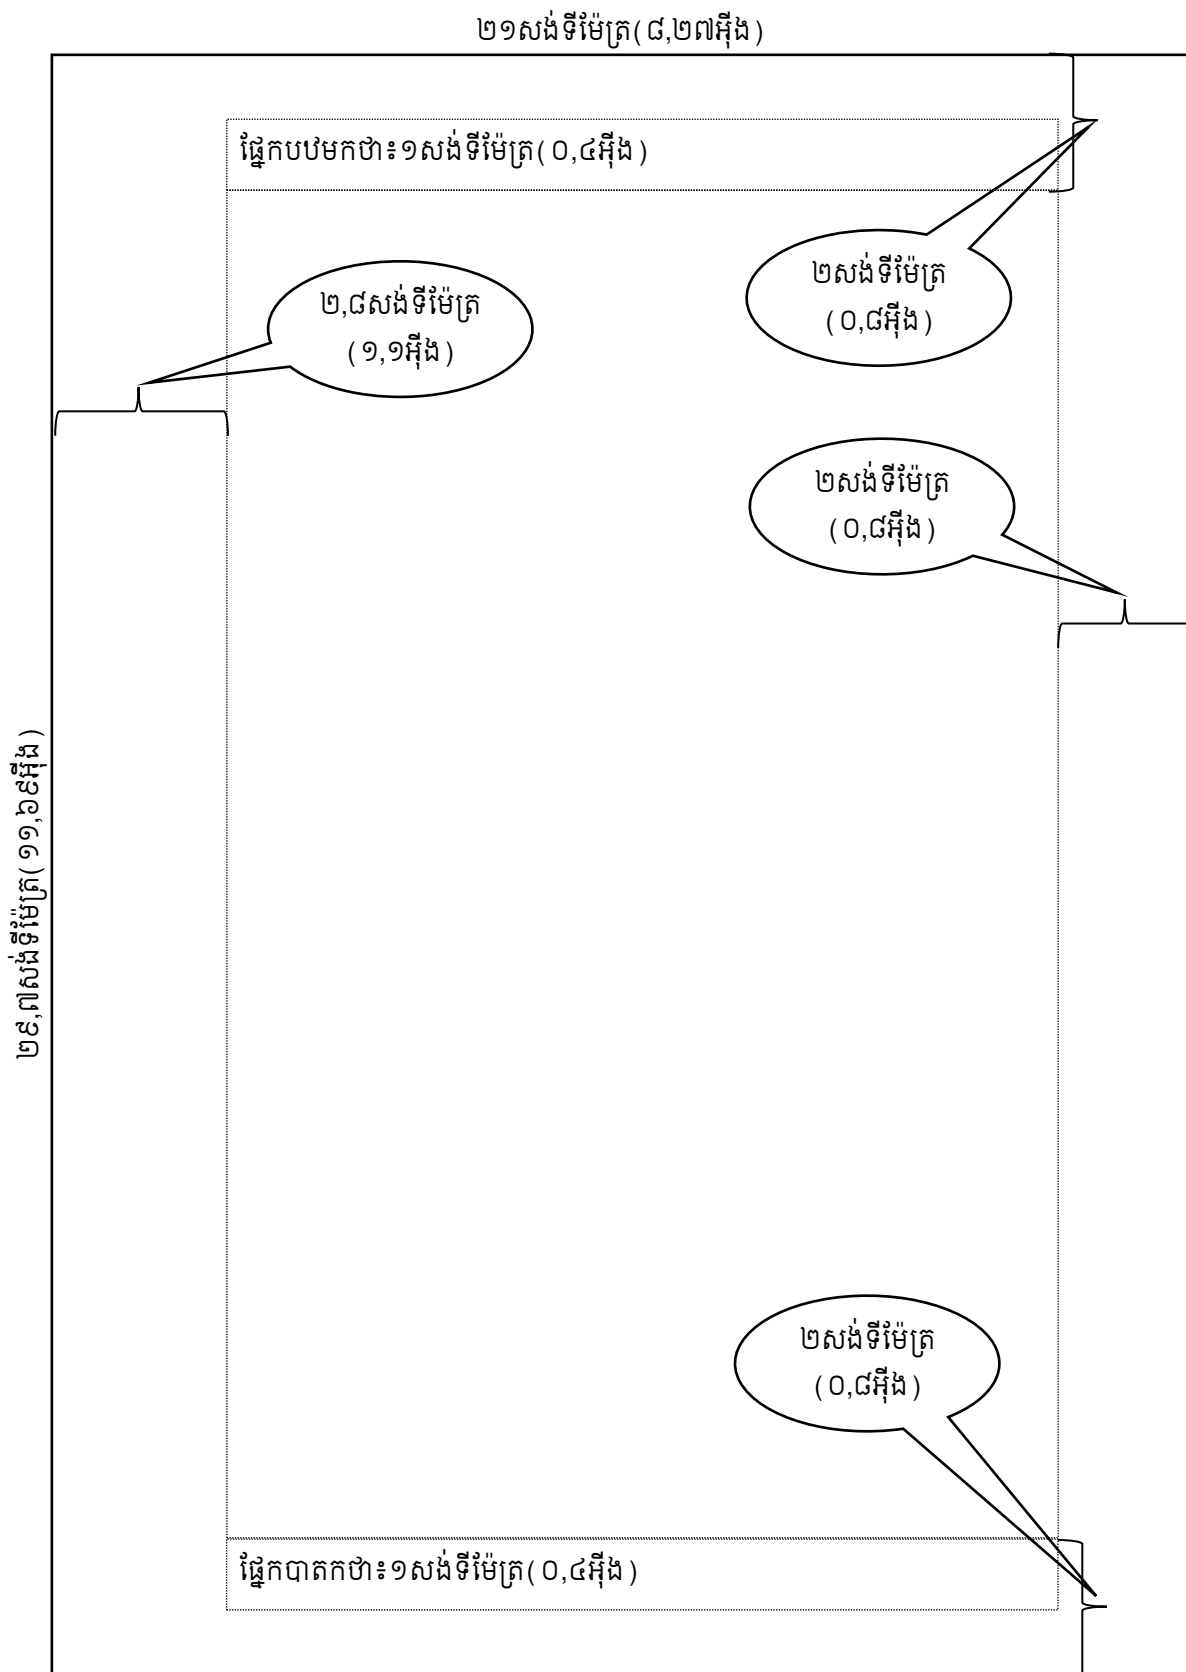 ២១សង់ទីម៉ែត្រ(៨,២៧អ៊ីង)
ផ្នែកបឋមកថា៖១សង់ទីម៉ែត្រ(០,៤អ៊ីង)
២សង់ទីម៉ែត្រ
(០,៨អ៊ីង)
២,៨សង់ទីម៉ែត្រ
(១,១អ៊ីង)
២សង់ទីម៉ែត្រ
(០,៨អ៊ីង)
២៩,៧សង់ទីម៉ែត្រ(១១,៦៩អ៊ីង)
២សង់ទីម៉ែត្រ
(០,៨អ៊ីង)
ផ្នែកបាតកថា៖១សង់ទីម៉ែត្រ(០,៤អ៊ីង)